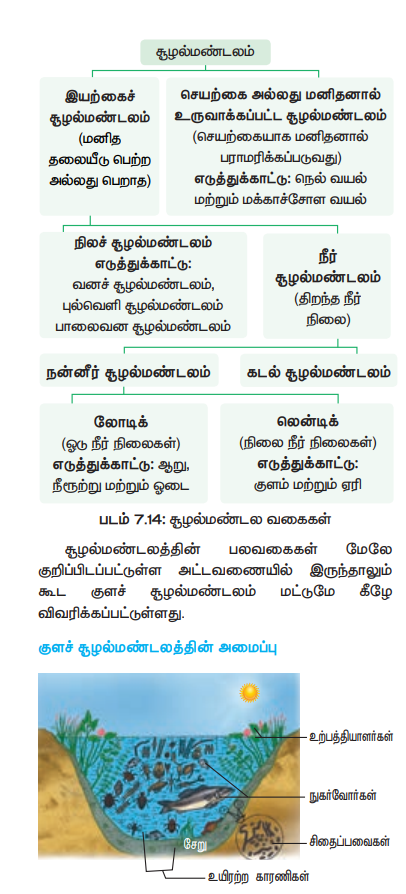 சூழல்மண்டலம்
இயற்கைச்
சூழல்மண்டலம்
(மனித
தலையீடு பெற்ற
அல்லது பெறாத)
செயற்கை அல்லது மனிதனால்
உருவாக்கப்பட்ட சூழல்மண்டலம்
(செயற்கையாக மனிதனால்
பராமரிக்கப்படுவது)
எடுத்துக்காட்டு: நெல் வயல்
மற்றும் மக்காச்சோள வயல்
நிலச் சூழல்மண்டலம்
எடுத்துக்காட்டு:
வனச் சூழல்மண்டலம்,
புல்வெளி சூழல்மண்டலம்
பாலைவன சூழல்மண்டலம்
நீர்
சூழல்மண்டலம்
(திறந்த நீர்
நிலை)
நன்னீர் சூழல்மண்டலம்
கடல் சூழல்மண்டலம்
லோடிக்
(ஓடு நீர் நிலைகள்)
எடுத்துக்காட்டு: ஆறு,
நீரூற்று மற்றும் ஓடை
லென்டிக்
(நிலை நீர் நிலைகள்)
எடுத்துக்காட்டு:
குளம் மற்றும் ஏரி
படம் 7.14: சூழல்மண்டல வகைகள்
சூழல்மண்டலத்தின் பலவகைகள் மேலே
குறிப்பிடப்பட்டுள்ள அட்டவணையில் இருந்தாலும்
கூட குளச் சூழல்மண்டலம் மட்டுமே கீழே
விவரிக்கப்பட்டுள்ளது.
குளச் சூழல்மண்டலத்தின் அமைப்பு
உற்பத்தியாளர்கள்
நுகர்வோர்கள்
சிதைப்பவைகள்
சேறு
உயிரற்ற காரணிகள்